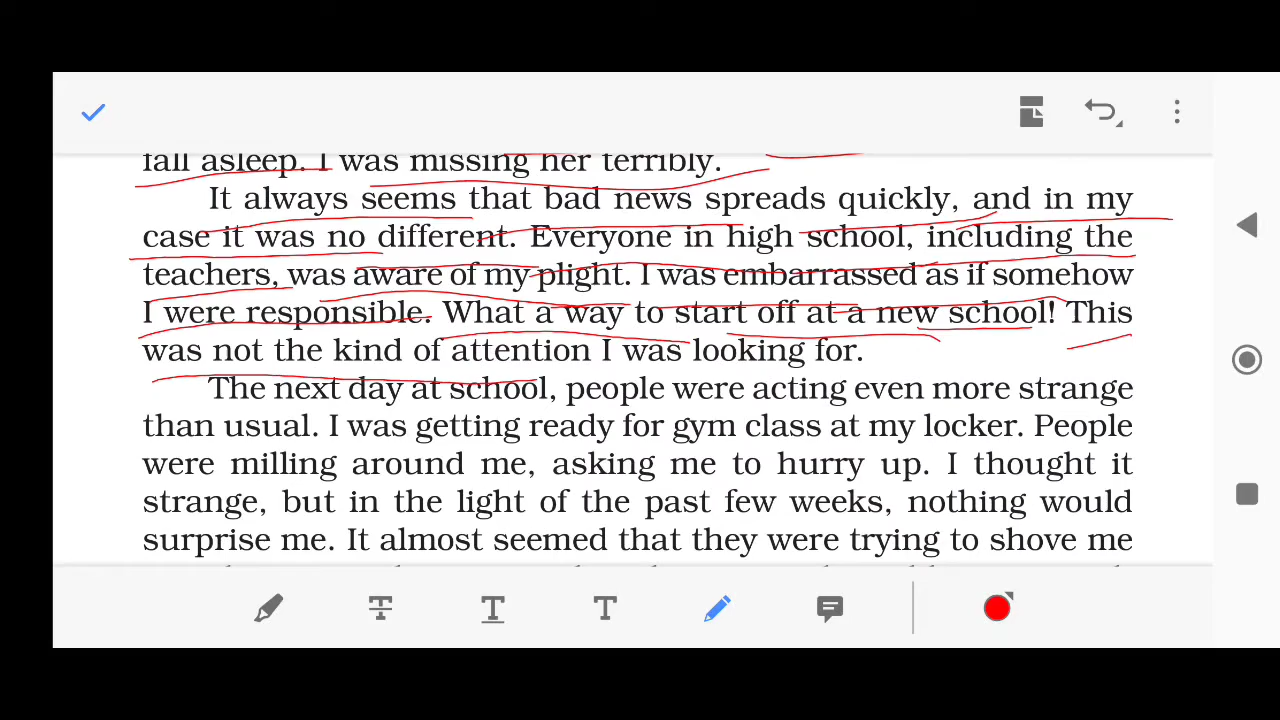 fall asleep. I was missing her terribly.
It always seems that bad news spreads quickly, and in my
case it was no different. Everyone in high school, including the
teachers, was aware of my plight. I was embarrassed as if somehow
I were responsible. What a way to start off at a new school! This
was not the kind of attention I was looking for.
The next day at school, people were acting even more strange
than usual. I was getting ready for gym class at my locker. People
were milling around me, asking me to hurry up. I thought it
strange, but in the light of the past few weeks, nothing would
surprise me. It almost seemed that they were trying to shove me